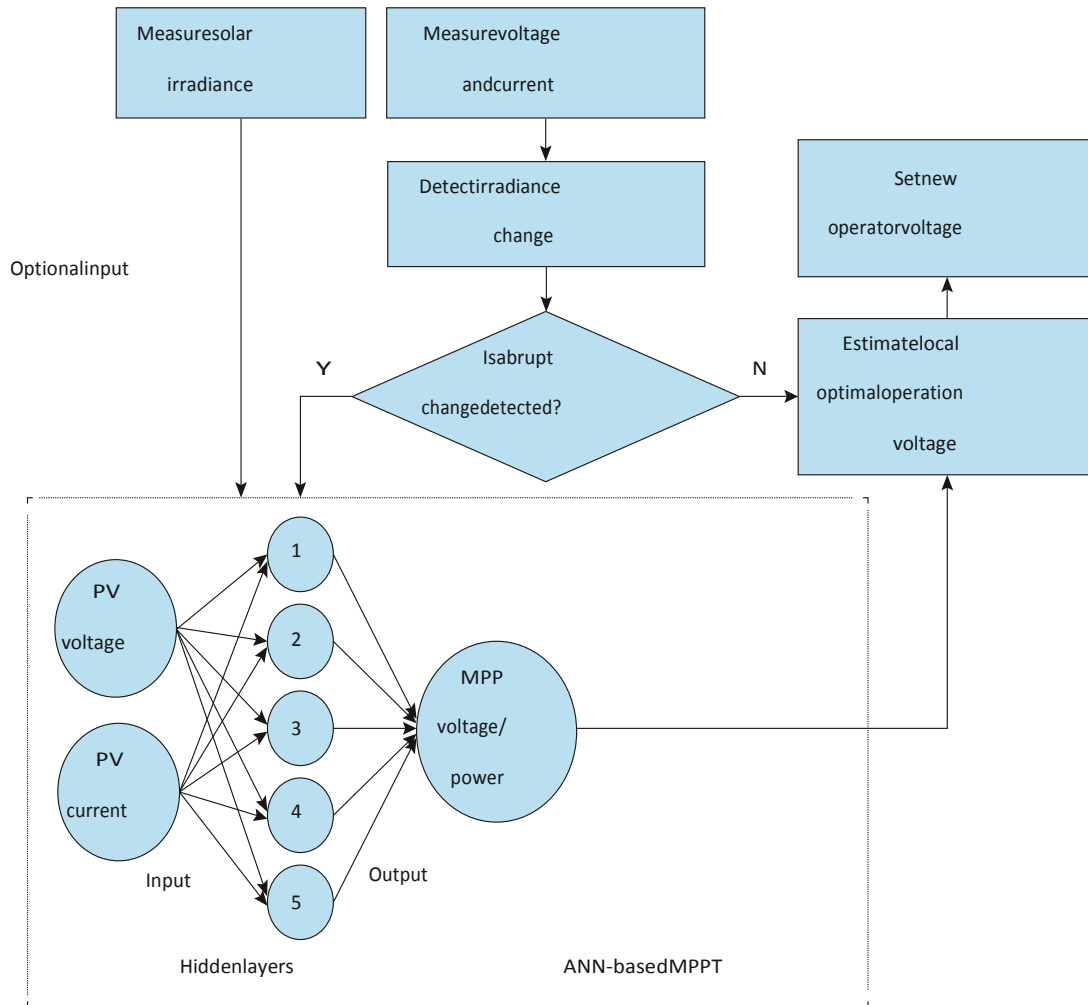 Measuresolar
irradiance
Measurevoltage
andcurrent
Detectirradiance
change
Setnew
operatorvoltage
Optionalinput
Isabrupt
changedetected?
Y
N
Estimatelocal
optimaloperation
voltage
PV
voltage
PV
current
1
2
3
4
5
MPP
voltage/
power
Input
Output
Hiddenlayers
ANN-basedMPPT